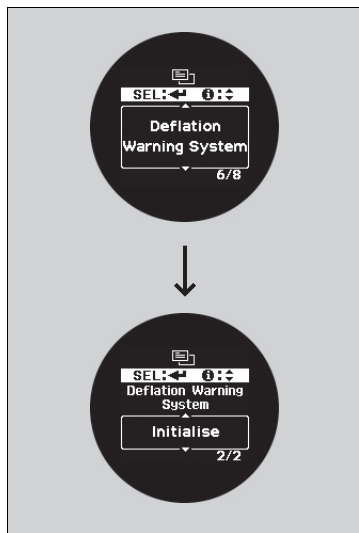 SEL:↵ i:
Deflation
Warning System
6/8
SEL:↵ i:
Deflation Warning
System
Initialise
2/2